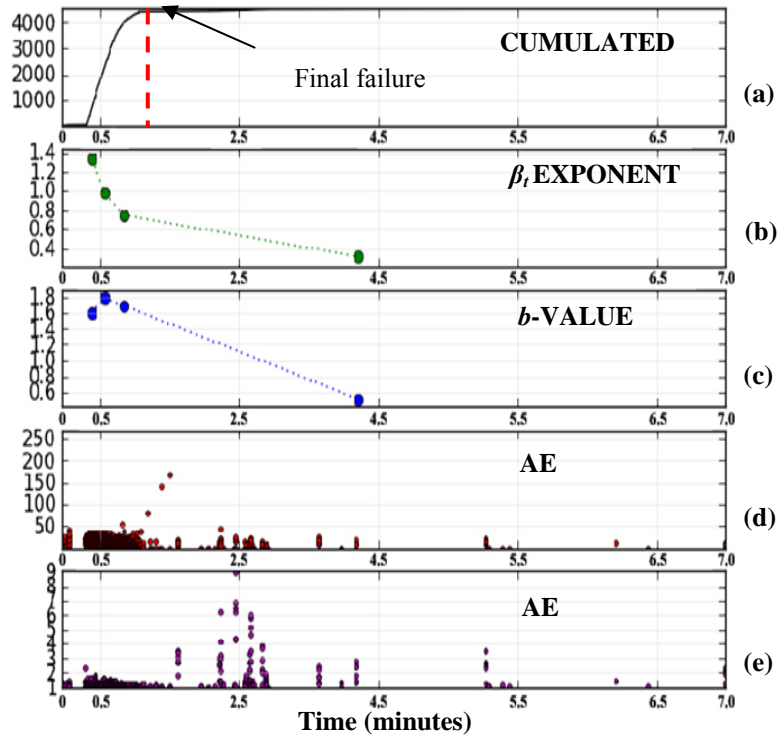 4000
3000
2000
1000
CUMULATED
Final failure
(a)
0 0.5 2.5 4.5 5.5 6.5 7.0
1.4
1.2
1.0
0.8
0.6
0.4
βt EXPONENT
(b)
0 0.5 2.5 4.5 5.5 6.5 7.0
1.8
1.6
1.4
1.2
1.0
0.8
0.6
b-VALUE
(c)
0 0.5 2.5 4.5 5.5 6.5 7.0
250
200
150
100
50
AE
(d)
0 0.5 2.5 4.5 5.5 6.5 7.0
9
8
7
6
5
4
3
2
1
AE
(e)
0 0.5 2.5 4.5 5.5 6.5 7.0
Time (minutes)